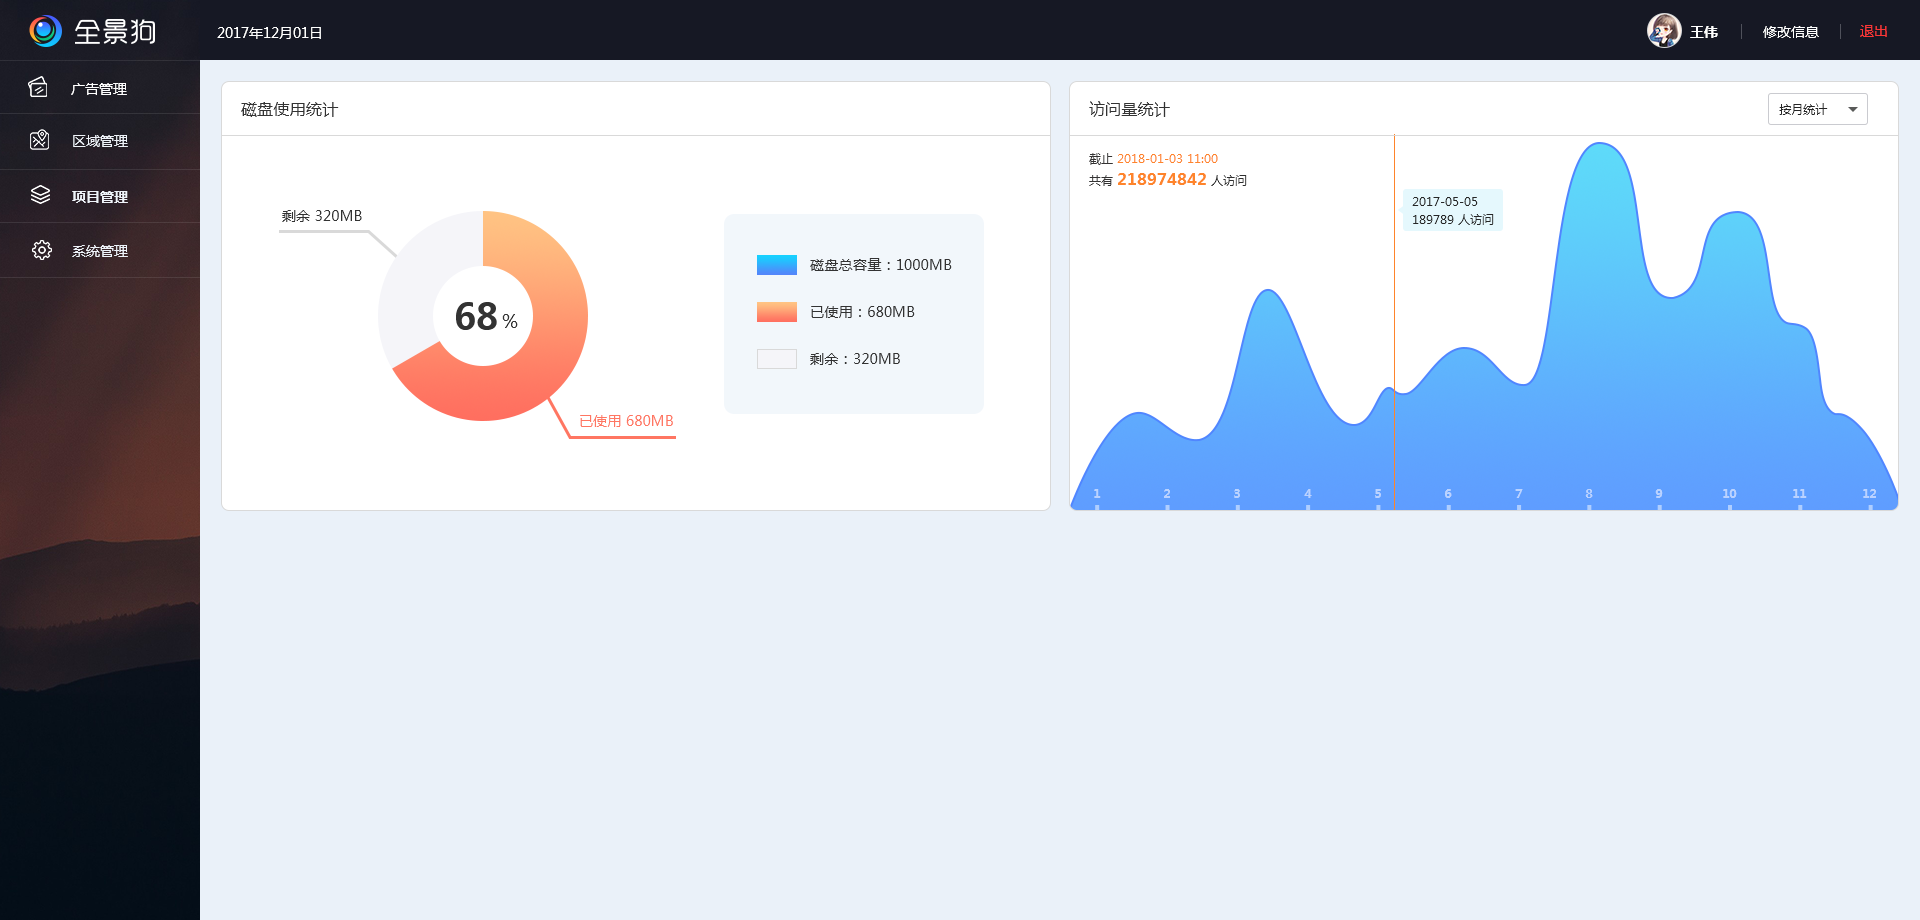 全景狗
2017年12月01日
王伟
修改信息
退出
广告管理
区域管理
项目管理
系统管理
磁盘使用统计
剩余 320MB
68 %
已使用 680MB
磁盘总容量：1000MB
已使用：680MB
剩余：320MB
访问量统计
按月统计
截止 2018-01-03 11:00
共有 218974842 人访问
2017-05-05
189789 人访问
1 2 3 4 5 6 7 8 9 10 11 12